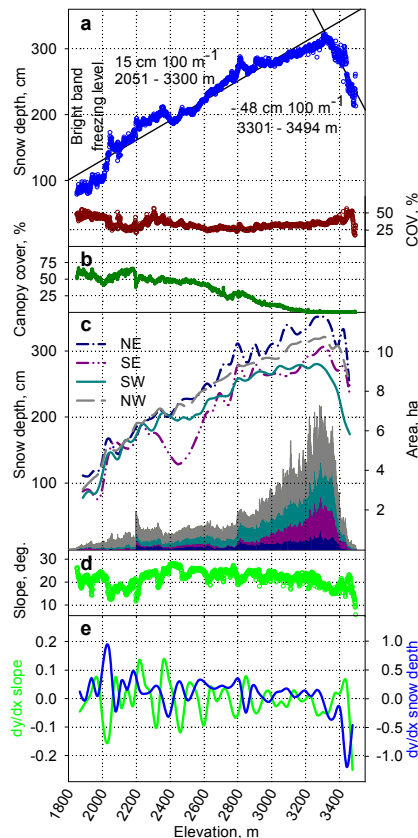 a
Snow depth, cm
300
200
100
15 cm 100 m⁻¹
2051 - 3300 m
- 48 cm 100 m⁻¹
3301 - 3494 m
Bright band
freezing level
COV, %
50
25
b
Canopy cover, %
75
50
25
c
Snow depth, cm
300
200
100
NE
SE
SW
NW
Area. ha
10
8
6
4
2
d
Slope, deg.
30
20
10
e
dy/dx slope
0.2
0.1
0.0
-0.1
-0.2
dv/dx snow depth
1.0
0.5
0.0
-0.5
-1.0
1800
2000
2200
2400
2600
2800
3000
3200
3400
Elevation, m